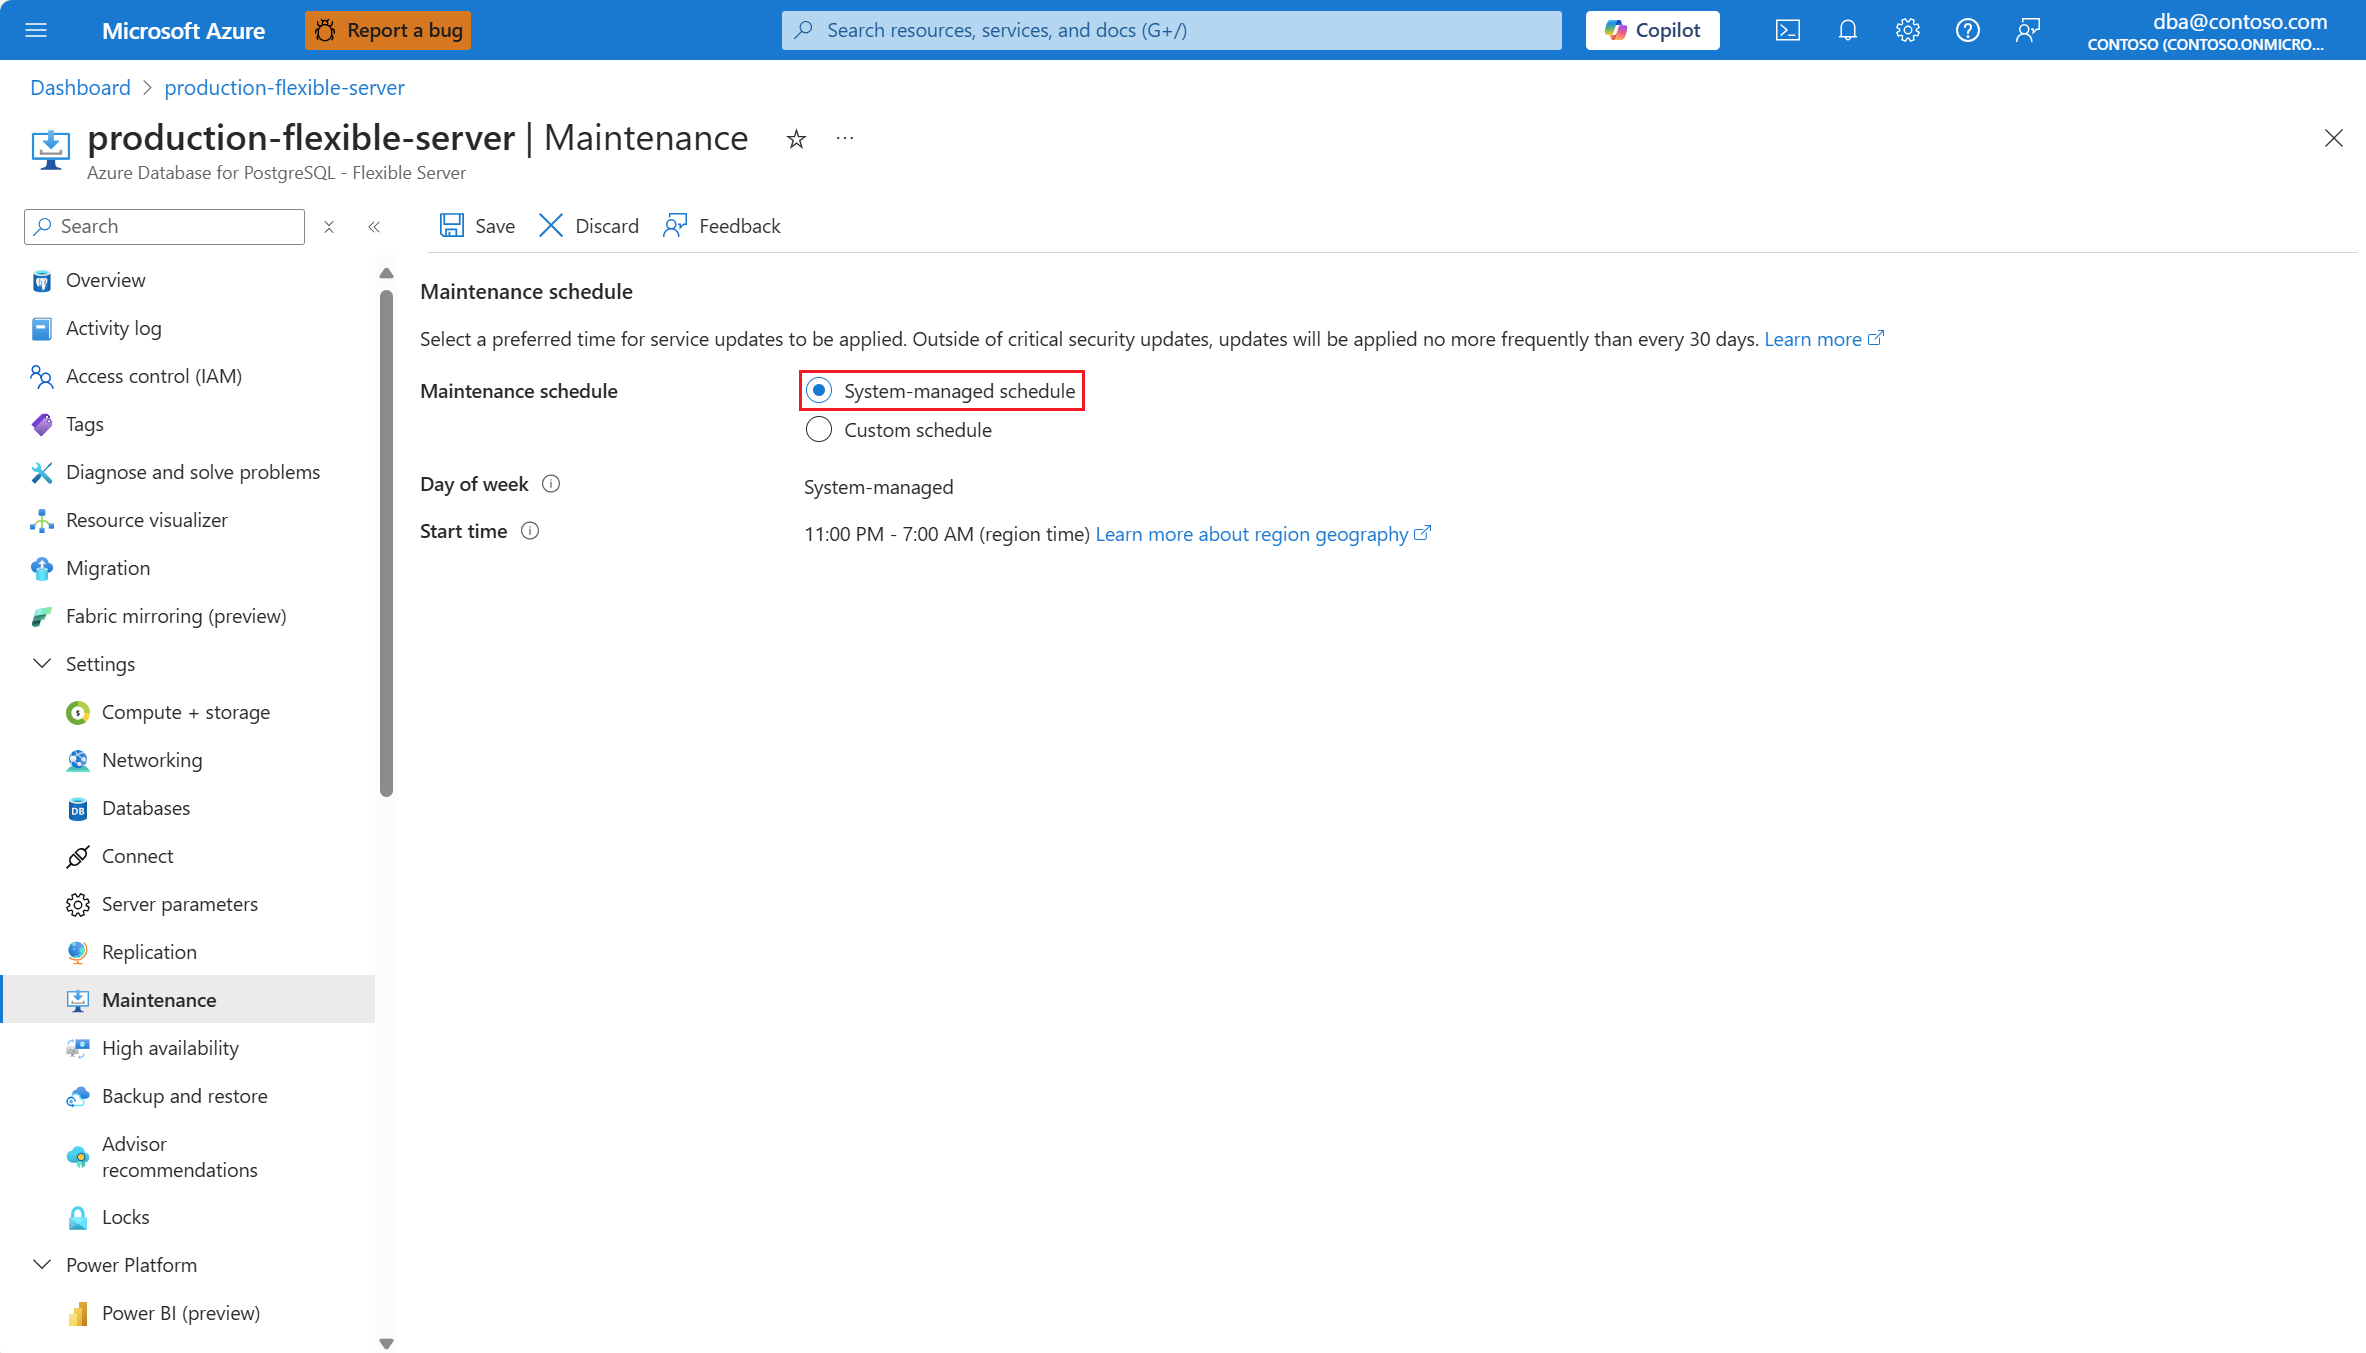 Microsoft Azure
Report a bug
Search resources, services, and docs (G+/)
Copilot
dba@contoso.com
CONTOSO (CONTOSO.ONMICRO...
Dashboard > production-flexible-server
production-flexible-server | Maintenance
Azure Database for PostgreSQL - Flexible Server
Search
Save
Discard
Feedback
Overview
Activity log
Access control (IAM)
Tags
Diagnose and solve problems
Resource visualizer
Migration
Fabric mirroring (preview)
Settings
Compute + storage
Networking
Databases
Connect
Server parameters
Replication
Maintenance
High availability
Backup and restore
Advisor
recommendations
Locks
Power Platform
Power BI (preview)
Maintenance schedule
Select a preferred time for service updates to be applied. Outside of critical security updates, updates will be applied no more frequently than every 30 days. Learn more
Maintenance schedule
System-managed schedule
Custom schedule
Day of week
System-managed
Start time
11:00 PM - 7:00 AM (region time) Learn more about region geography